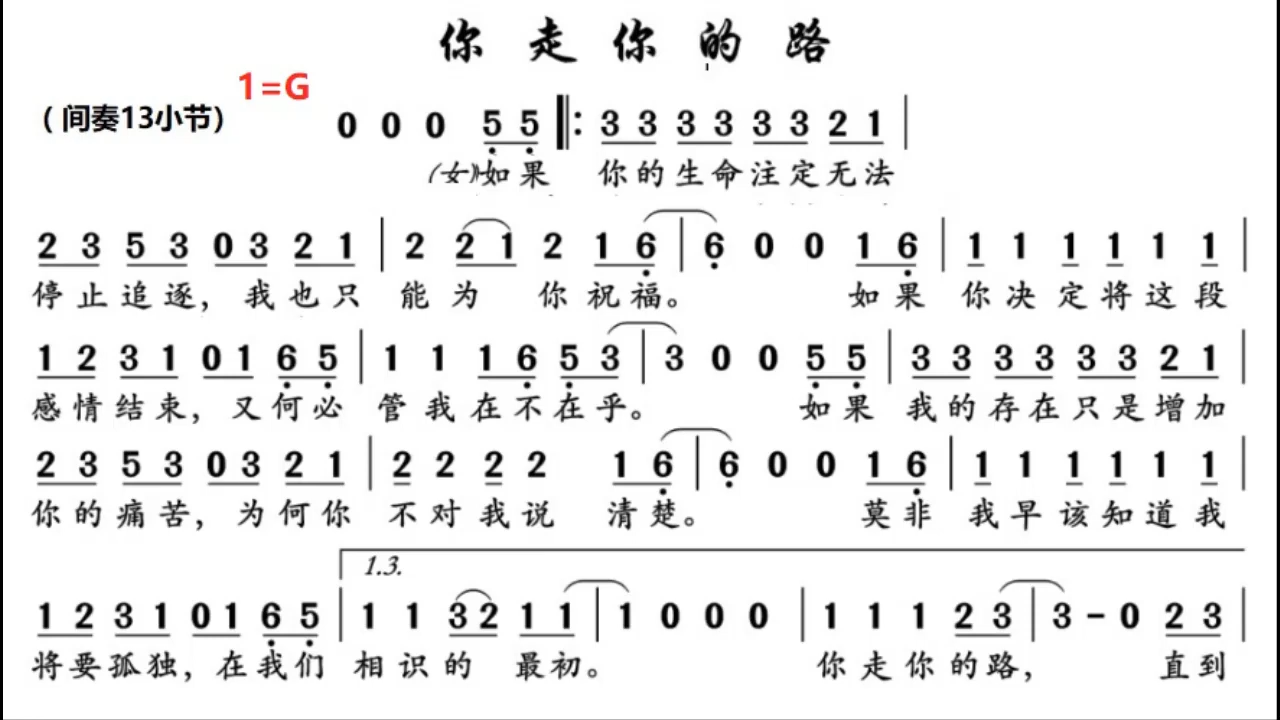 你走你的路
1=G
（间奏13小节）
0 0 0 5 5 ‖: 3 3 3 3 3 3 2 1 |
(女)如果 你的生命注定无法
2 3 5 3 0 3 2 1 | 2 2 1 2 1 6 | 6 0 0 1 6 | 1 1 1 1 1 1 |
停止追逐，我也只 能为 你祝福。 如果 你决定将这段
1 2 3 1 0 1 6 5 | 1 1 1 6 5 3 | 3 0 0 5 5 | 3 3 3 3 3 3 2 1 |
感情结束，又何必 管我在不在乎。 如果 我的存在只是增加
2 3 5 3 0 3 2 1 | 2 2 2 2 1 6 | 6 0 0 1 6 | 1 1 1 1 1 1 |
你的痛苦，为何你 不对我说 清楚。 莫非 我早该知道我
1.3.
1 2 3 1 0 1 6 5 | 1 1 3 2 1 1 | 1 0 0 0 | 1 1 1 2 3 | 3 - 0 2 3 |
将要孤独，在我们 相识的 最初。 你走你的路， 直到